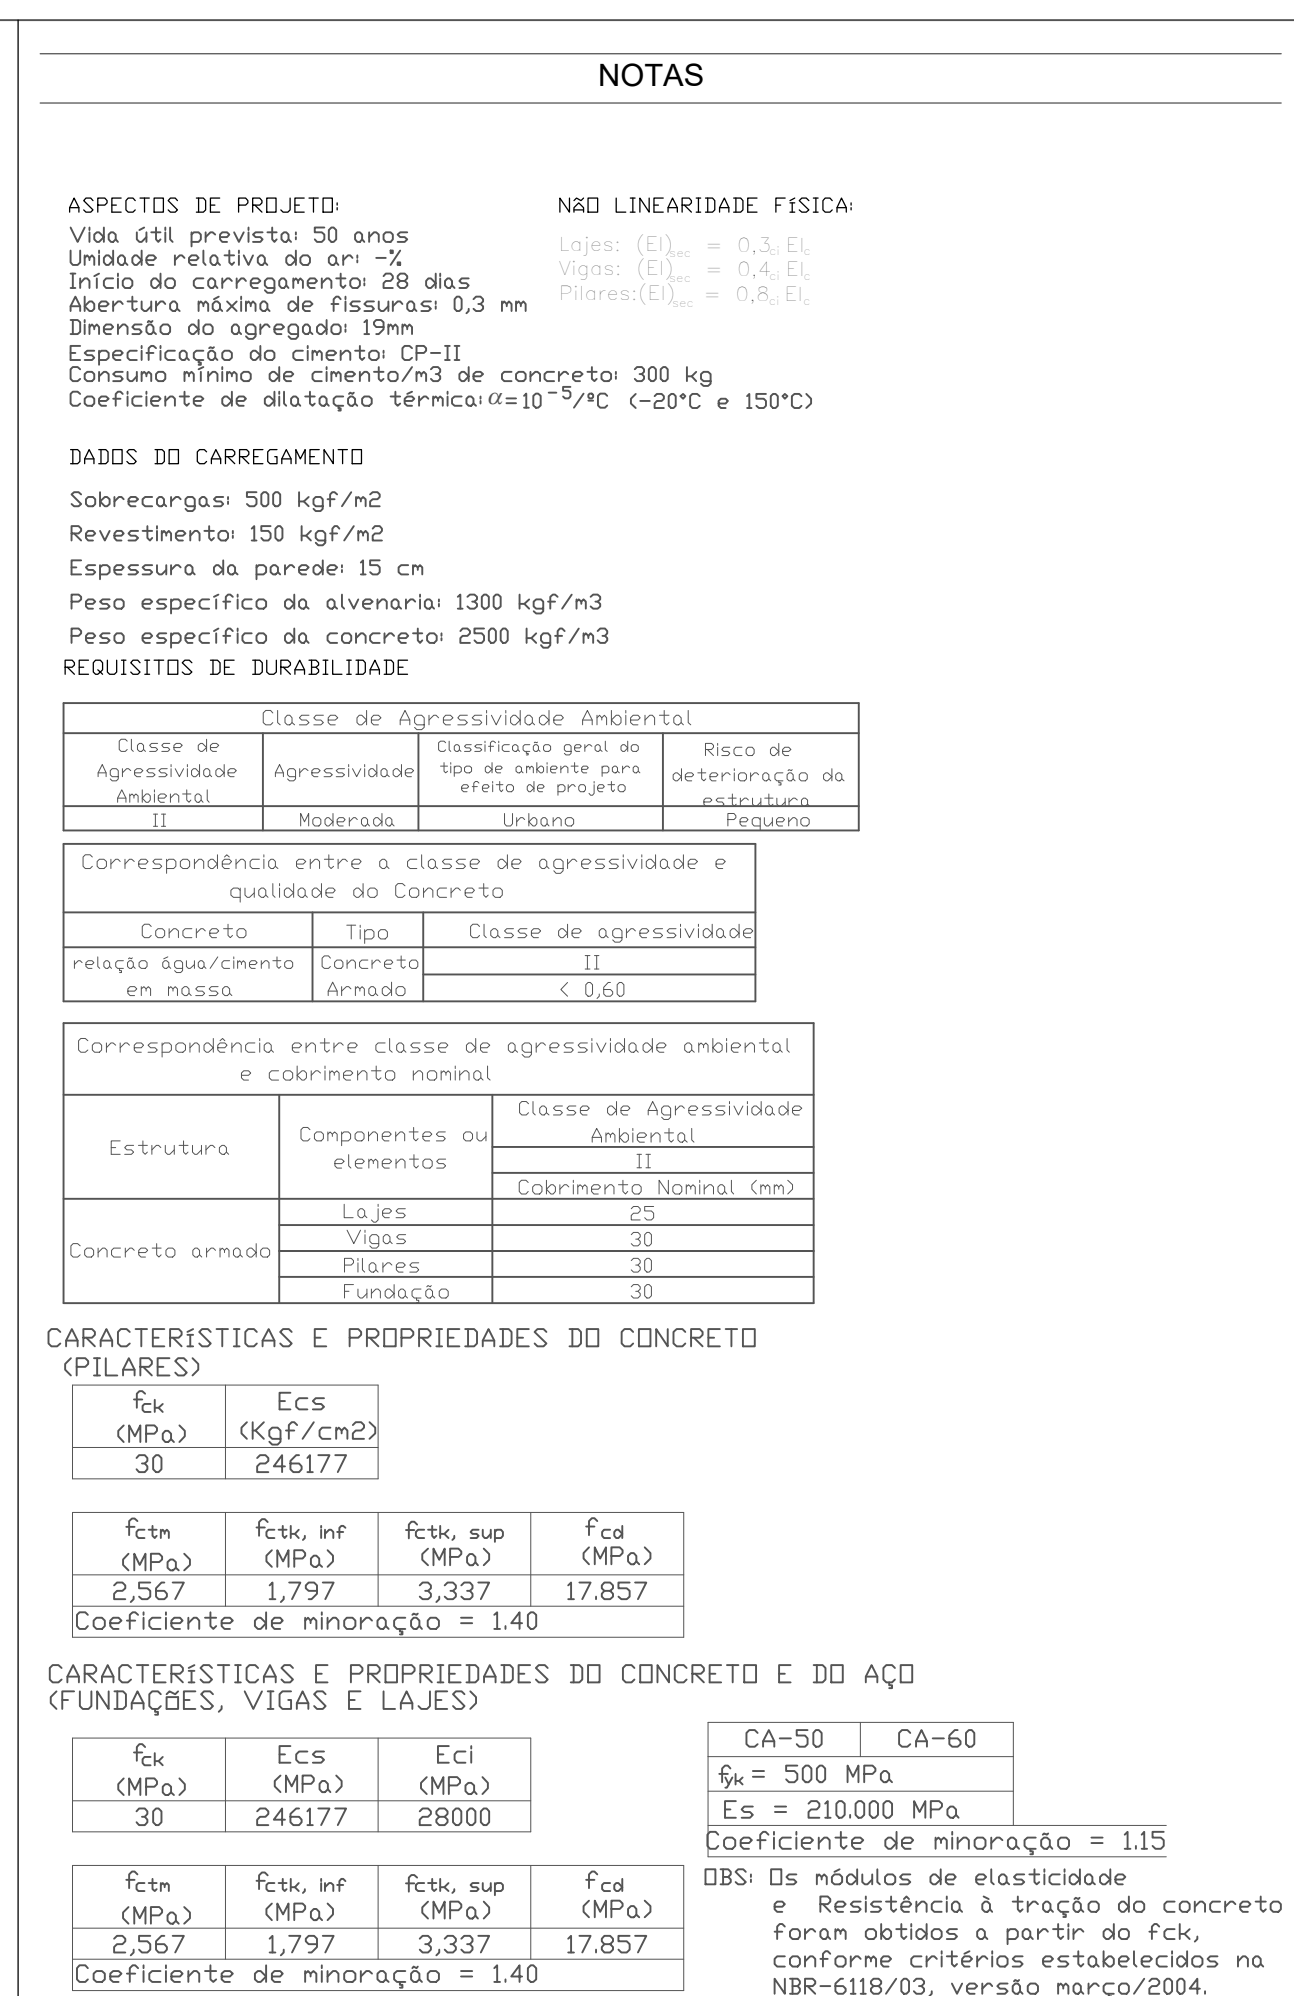 NOTAS
ASPECTOS DE PROJETO:
Vida útil prevista: 50 anos
Umidade relativa do ar: -%
Início do carregamento: 28 dias
Abertura máxima de fissuras: 0,3 mm
Dimensão do agregado: 19mm
Especificação do cimento: CP-II
Consumo mínimo de cimento/m3 de concreto: 300 kg
Coeficiente de dilatação térmica: α=10⁻⁵/ºC (-20°C e 150°C)
NÃO LINEARIDADE FÍSICA:
Lajes: (EI)sec = 0,3ci EIc
Vigas: (EI)sec = 0,4ci EIc
Pilares:(EI)sec = 0,8ci EIc
DADOS DO CARREGAMENTO
Sobrecargas: 500 kgf/m2
Revestimento: 150 kgf/m2
Espessura da parede: 15 cm
Peso específico da alvenaria: 1300 kgf/m3
Peso específico da concreto: 2500 kgf/m3
REQUISITOS DE DURABILIDADE
Classe de Agressividade Ambiental
Classe de
Agressividade
Ambiental
Agressividade
Classificação geral do
tipo de ambiente para
efeito de projeto
Risco de
deterioração da
estrutura
II Moderada Urbano Pequeno
Correspondência entre a classe de agressividade e
qualidade do Concreto
Concreto Tipo Classe de agressividade
relação água/cimento
em massa
Concreto
Armado
II
< 0,60
Correspondência entre classe de agressividade ambiental
e cobrimento nominal
Estrutura
Componentes ou
elementos
Classe de Agressividade
Ambiental
II
Cobrimento Nominal (mm)
Concreto armado
Lajes 25
Vigas 30
Pilares 30
Fundação 30
CARACTERÍSTICAS E PROPRIEDADES DO CONCRETO
(PILARES)
fck Ecs
(MPa) (Kgf/cm2)
30 246177
fctm fctk, inf fctk, sup fcd
(MPa) (MPa) (MPa) (MPa)
2,567 1,797 3,337 17.857
Coeficiente de minoração = 1.40
CARACTERÍSTICAS E PROPRIEDADES DO CONCRETO E DO AÇO
(FUNDAÇÕES, VIGAS E LAJES)
fck Ecs Eci
(MPa) (MPa) (MPa)
30 246177 28000
fctm fctk, inf fctk, sup fcd
(MPa) (MPa) (MPa) (MPa)
2,567 1,797 3,337 17.857
Coeficiente de minoração = 1.40
CA-50 CA-60
fyk = 500 MPa
Es = 210.000 MPa
Coeficiente de minoração = 1.15
OBS: Os módulos de elasticidade
e Resistência à tração do concreto
foram obtidos a partir do fck,
conforme critérios estabelecidos na
NBR-6118/03, versão março/2004.